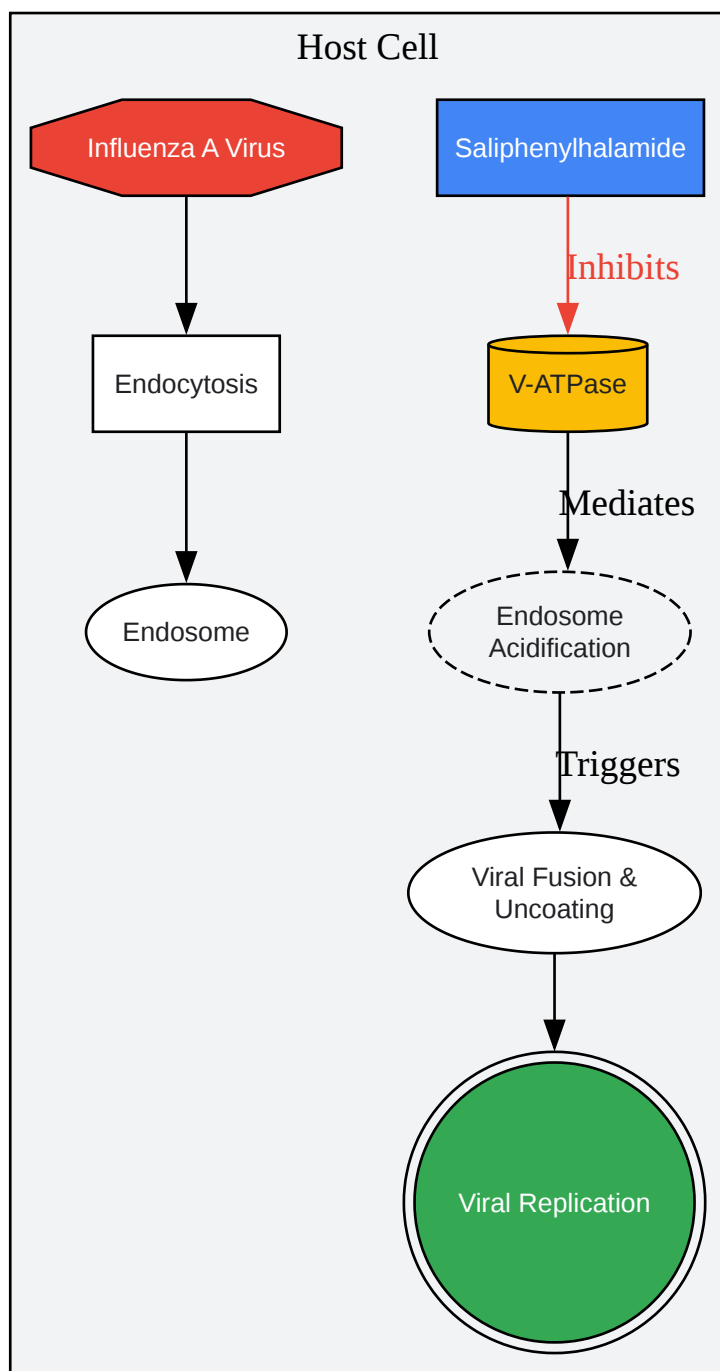 Host Cell
Influenza A Virus
Saliphenylhalamide
Inhibits
Endocytosis
V-ATPase
Mediates
Endosome
Endosome
Acidification
Triggers
Viral Fusion &
Uncoating
Viral Replication